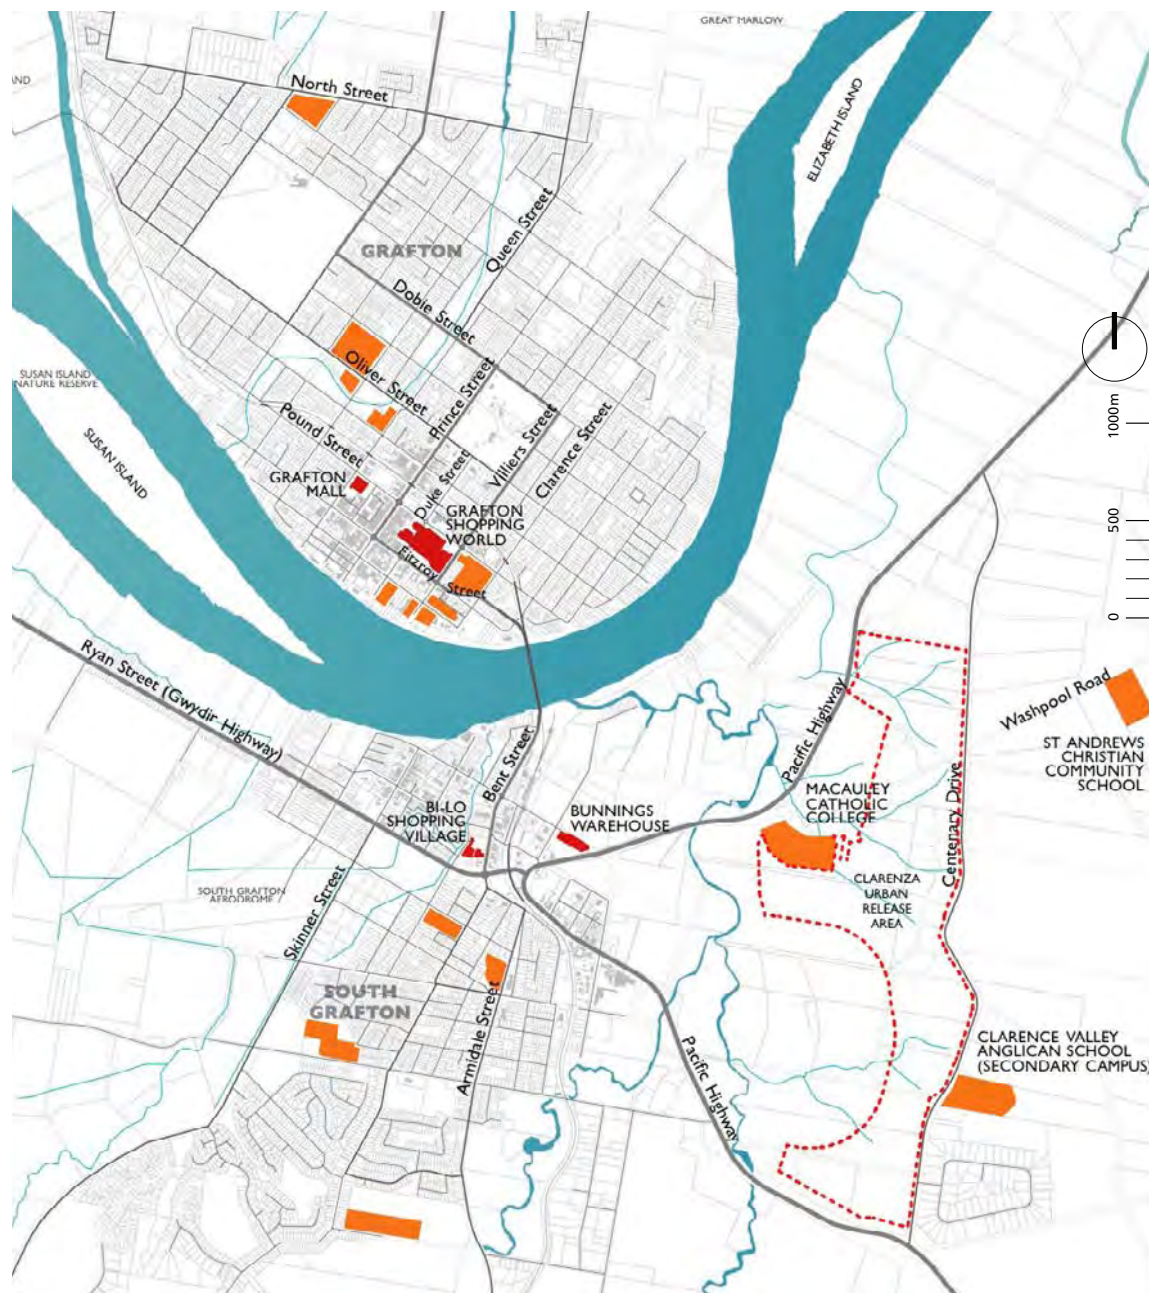 GREAT MARLOW
AND
North Street
ELIZABETH ISLAND
Queen Street
GRAFTON
Dobie Street
SUSAN ISLAND
NATURE RESERVE
Oliver Street
Prince Street
1000m
Pound Street
Villiers Street
Clarence Street
SUSAN ISLAND
GRAFTON
MALL
Duke Street
GRAFTON
SHOPPING
WORLD
500
Fitzroy Street
0
Ryan Street (Gwydir Highway)
Washpool Road
Pacific Highway
ST ANDREWS
CHRISTIAN
COMMUNITY
SCHOOL
Bent Street
MACAULEY
CATHOLIC
COLLEGE
Centenary Drive
BI-LO
SHOPPING
VILLAGE
BUNNINGS
WAREHOUSE
CLARENZA
URBAN
RELEASE
AREA
SOUTH GRAFTON
AERODROME
Skinner Street
SOUTH
GRAFTON
Armidale Street
Pacific Highway
CLARENCE VALLEY
ANGLICAN SCHOOL
(SECONDARY CAMPUS)